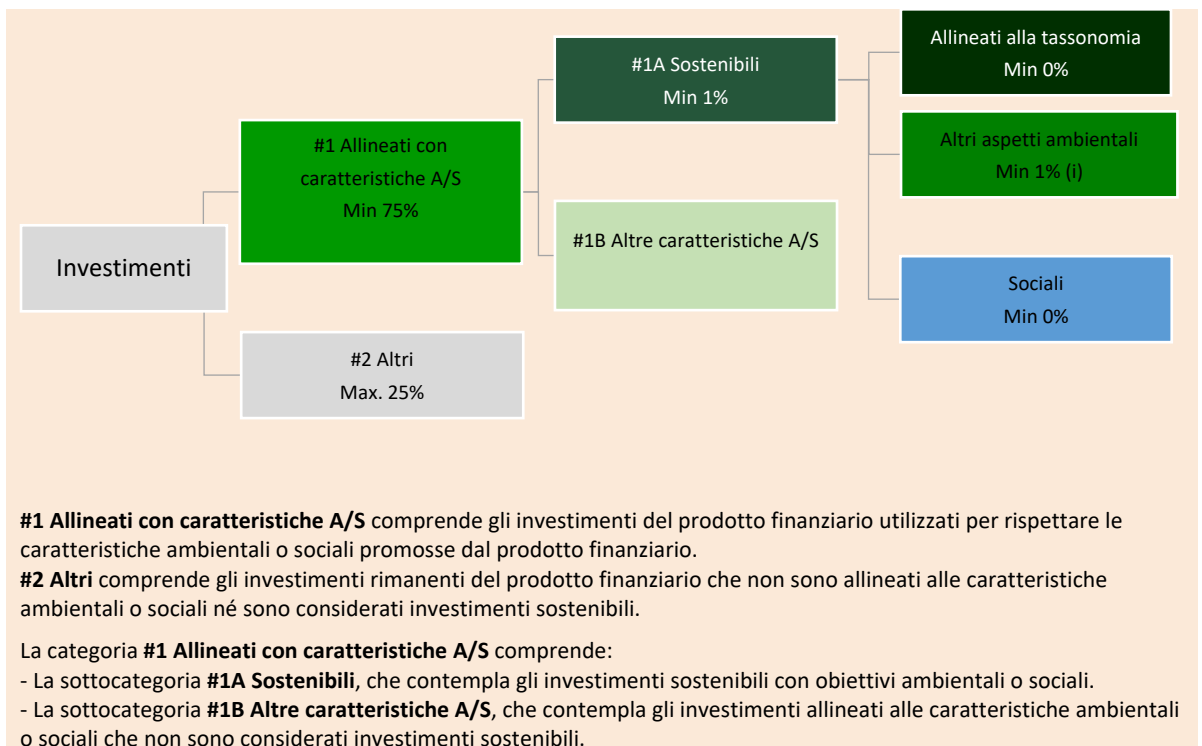 Investimenti
#1 Allineati con
caratteristiche A/S
Min 75%
#2 Altri
Max. 25%
#1A Sostenibili
Min 1%
#1B Altre caratteristiche A/S
Allineati alla tassonomia
Min 0%
Altri aspetti ambientali
Min 1% (i)
Sociali
Min 0%
#1 Allineati con caratteristiche A/S comprende gli investimenti del prodotto finanziario utilizzati per rispettare le
caratteristiche ambientali o sociali promosse dal prodotto finanziario.
#2 Altri comprende gli investimenti rimanenti del prodotto finanziario che non sono allineati alle caratteristiche
ambientali o sociali né sono considerati investimenti sostenibili.
La categoria #1 Allineati con caratteristiche A/S comprende:
- La sottocategoria #1A Sostenibili, che contempla gli investimenti sostenibili con obiettivi ambientali o sociali.
- La sottocategoria #1B Altre caratteristiche A/S, che contempla gli investimenti allineati alle caratteristiche ambientali
o sociali che non sono considerati investimenti sostenibili.